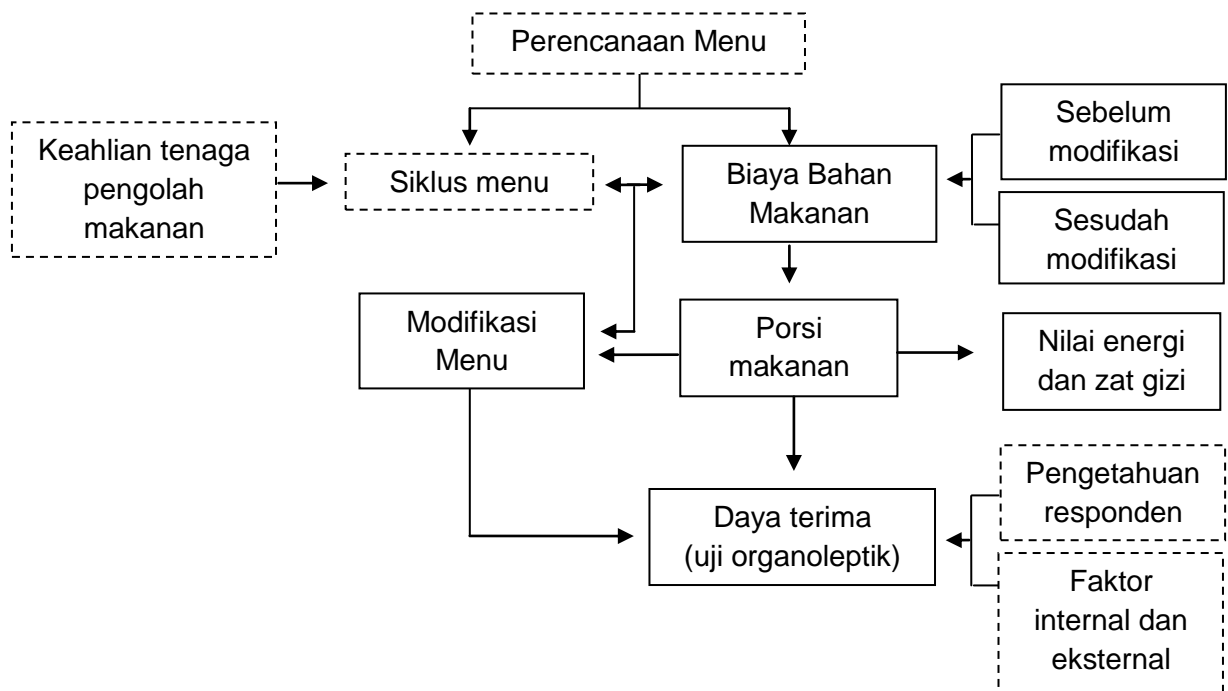 Perencanaan Menu
Keahlian tenaga
pengolah
makanan
Siklus menu
Biaya Bahan
Makanan
Sebelum
modifikasi
Sesudah
modifikasi
Modifikasi
Menu
Porsi
makanan
Nilai energi
dan zat gizi
Daya terima
(uji organoleptik)
Pengetahuan
responden
Faktor
internal dan
eksternal